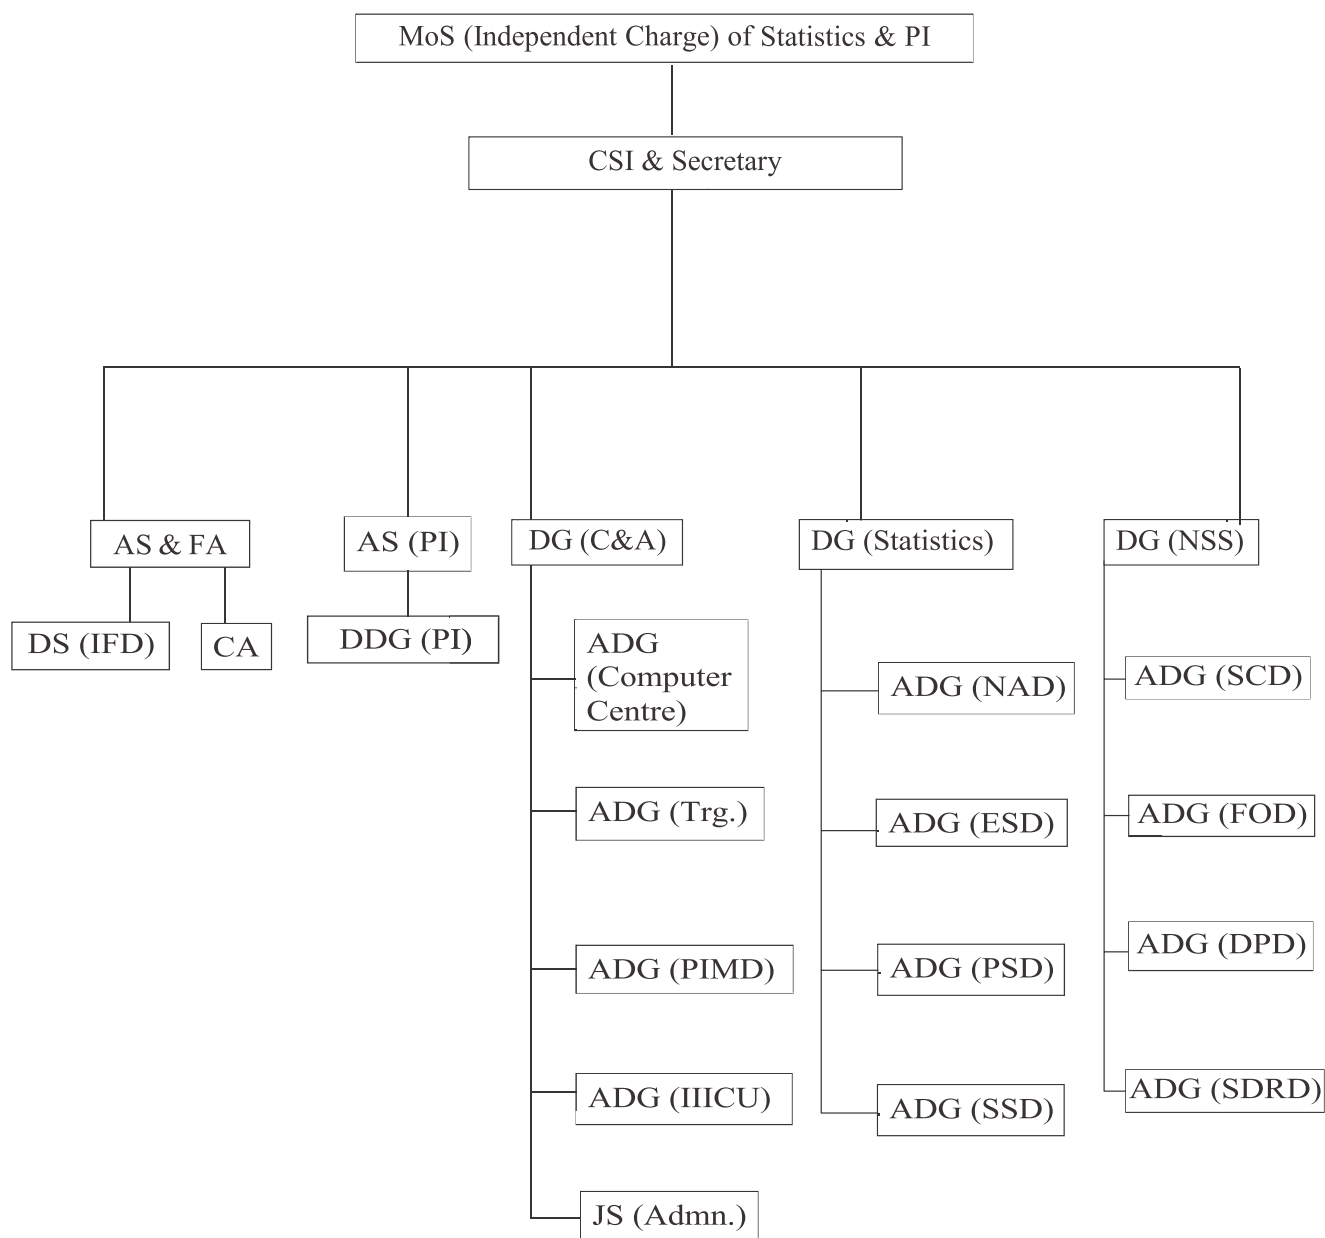 MoS (Independent Charge) of Statistics & PI
CSI & Secretary
AS & FA
AS (PI)
DG (C&A)
DG (Statistics)
DG (NSS)
DS (IFD)
CA
DDG (PI)
ADG
(Computer
Centre)
ADG (Trg.)
ADG (PIMD)
ADG (IIICU)
JS (Admn.)
ADG (NAD)
ADG (ESD)
ADG (PSD)
ADG (SSD)
ADG (SCD)
ADG (FOD)
ADG (DPD)
ADG (SDRD)